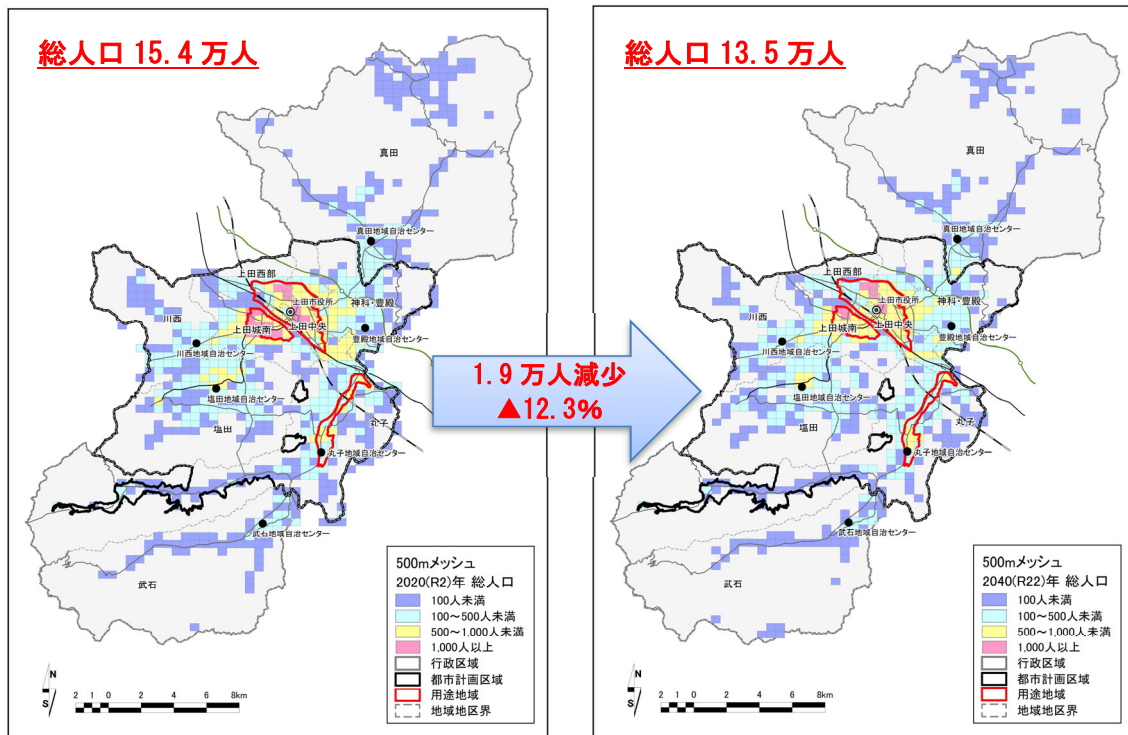 総人口 15.4 万人
真田
真田地域自治センター
上田西部
上田市役所
神科・豊殿
川西
上田城南
上田中央
豊殿地域自治センター
川西地域自治センター
塩田地域自治センター
塩田
丸子
丸子地域自治センター
武石地域自治センター
武石
500mメッシュ
2020(R2)年 総人口
100人未満
100～500人未満
500～1,000人未満
1,000人以上
行政区域
都市計画区域
用途地域
地域地区界
N
S
2 1 0 2 4 6 8km
1.9 万人減少
▲12.3%
総人口 13.5 万人
真田
真田地域自治センター
上田西部
上田市役所
神科・豊殿
川西
上田城南
上田中央
豊殿地域自治センター
川西地域自治センター
塩田地域自治センター
塩田
丸子
丸子地域自治センター
武石地域自治センター
武石
500mメッシュ
2040(R22)年 総人口
100人未満
100～500人未満
500～1,000人未満
1,000人以上
行政区域
都市計画区域
用途地域
地域地区界
N
S
2 1 0 2 4 6 8km